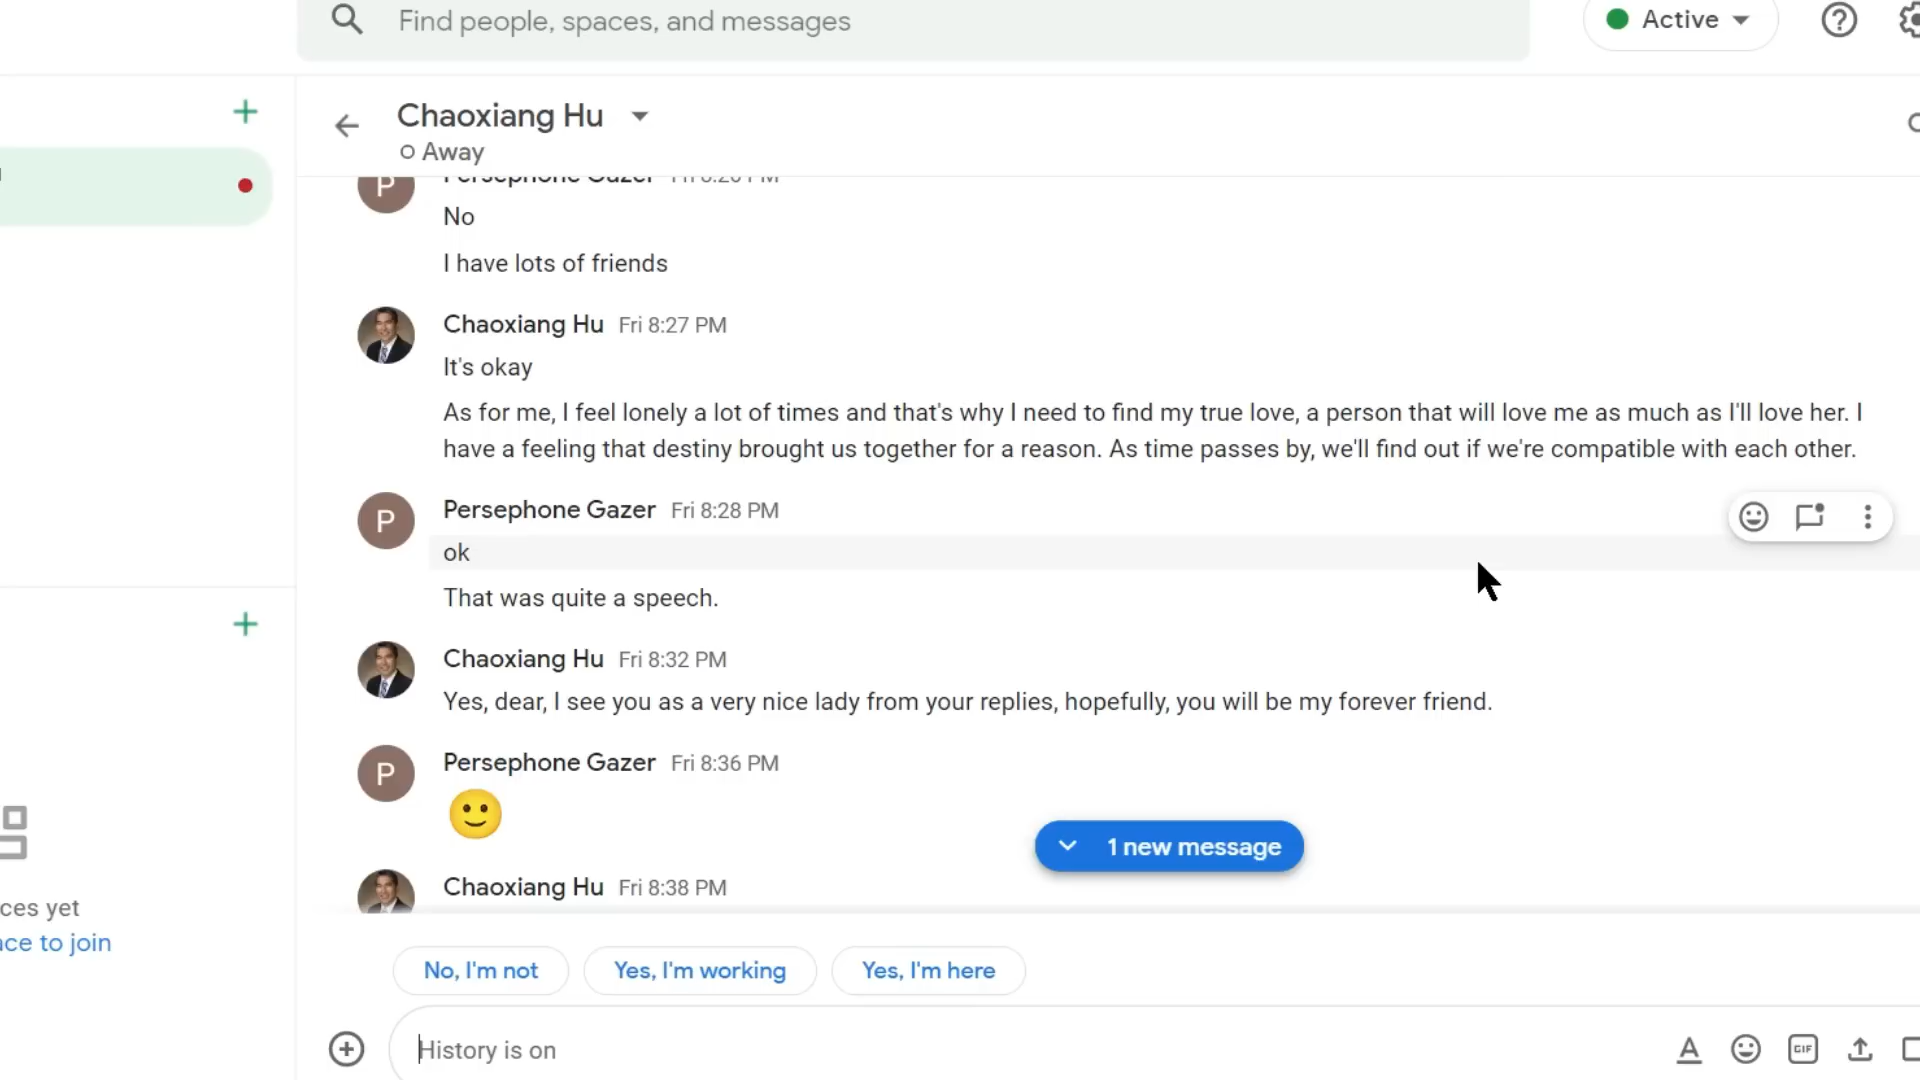 Find people, spaces, and messages
Active
Chaoxiang Hu
Away
P
Persephone Gazer Fri 8:26 PM
No
I have lots of friends
Chaoxiang Hu Fri 8:27 PM
It's okay
As for me, I feel lonely a lot of times and that's why I need to find my true love, a person that will love me as much as I'll love her. I
have a feeling that destiny brought us together for a reason. As time passes by, we'll find out if we're compatible with each other.
P
Persephone Gazer Fri 8:28 PM
ok
That was quite a speech.
Chaoxiang Hu Fri 8:32 PM
Yes, dear, I see you as a very nice lady from your replies, hopefully, you will be my forever friend.
P
Persephone Gazer Fri 8:36 PM
1 new message
Chaoxiang Hu Fri 8:38 PM
ces yet
ace to join
No, I'm not
Yes, I'm working
Yes, I'm here
History is on
GIF